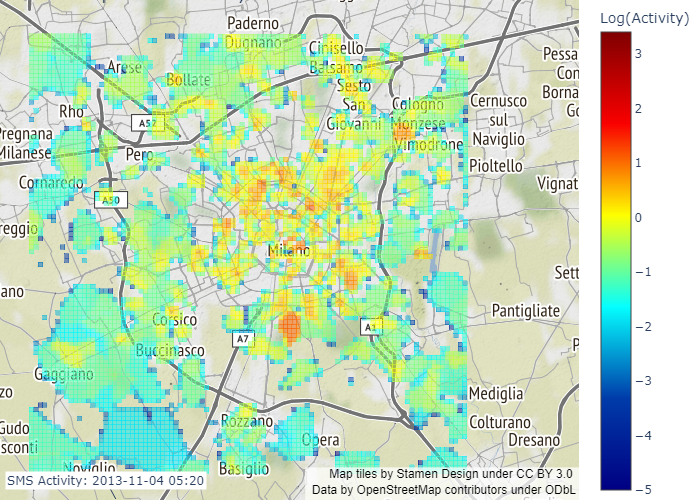 Log(Activity)
3
2
1
0
−1
−2
−3
−4
−5
Paderno
Dugnano
Cinisello
Balsamo
Arese
Bollate
Sesto
San
Giovanni
Cologno
Monzese
Vimodrone
Cernusco
sul
Naviglio
Pessa
Con
Borna
Go
Rho
A52
Pregnana
Milanese
Pero
Pioltello
Cornaredo
Vignat
A50
reggio
Milano
Sett
ano
Pantigliate
Corsico
A7
A1
P
Buccinasco
Gaggiano
zo
Mediglia
Gudo
sconti
Rozzano
Colturano
Opera
Dresano
Noviglio
Basiglio
SMS Activity: 2013-11-04 05:20
Map tiles by Stamen Design under CC BY 3.0
Data by OpenStreetMap contributors under ODbL